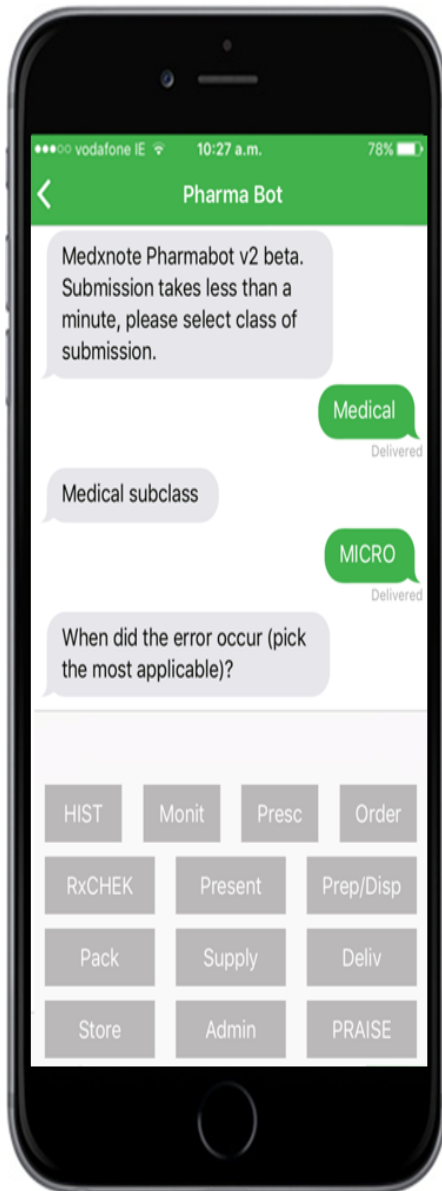 vodafone IE 10:27 a.m. 78%
Pharma Bot
Medxnote Pharmabot v2 beta.
Submission takes less than a
minute, please select class of
submission.
Medical
Delivered
Medical subclass
MICRO
Delivered
When did the error occur (pick
the most applicable)?
HIST Monit Presc Order
RxCHEK Present Prep/Disp
Pack Supply Deliv
Store Admin PRAISE